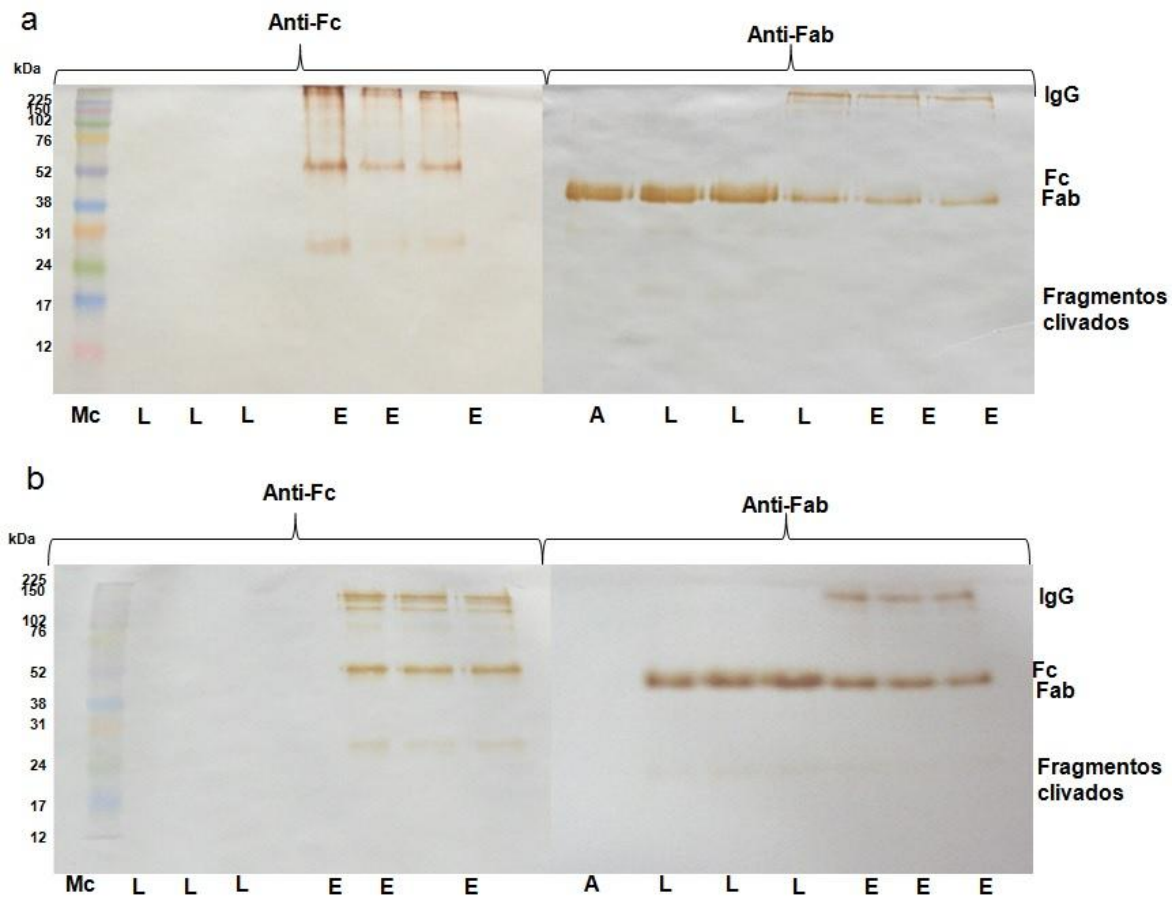 a
Anti-Fc
Anti-Fab
kDa
225
150
102
76
52
38
31
24
17
12
IgG
Fc
Fab
Fragmentos
clivados
Mc L L L E E E A L L L E E E
b
Anti-Fc
Anti-Fab
kDa
225
150
102
76
52
38
31
24
17
12
IgG
Fc
Fab
Fragmentos
clivados
Mc L L L E E E A L L L E E E